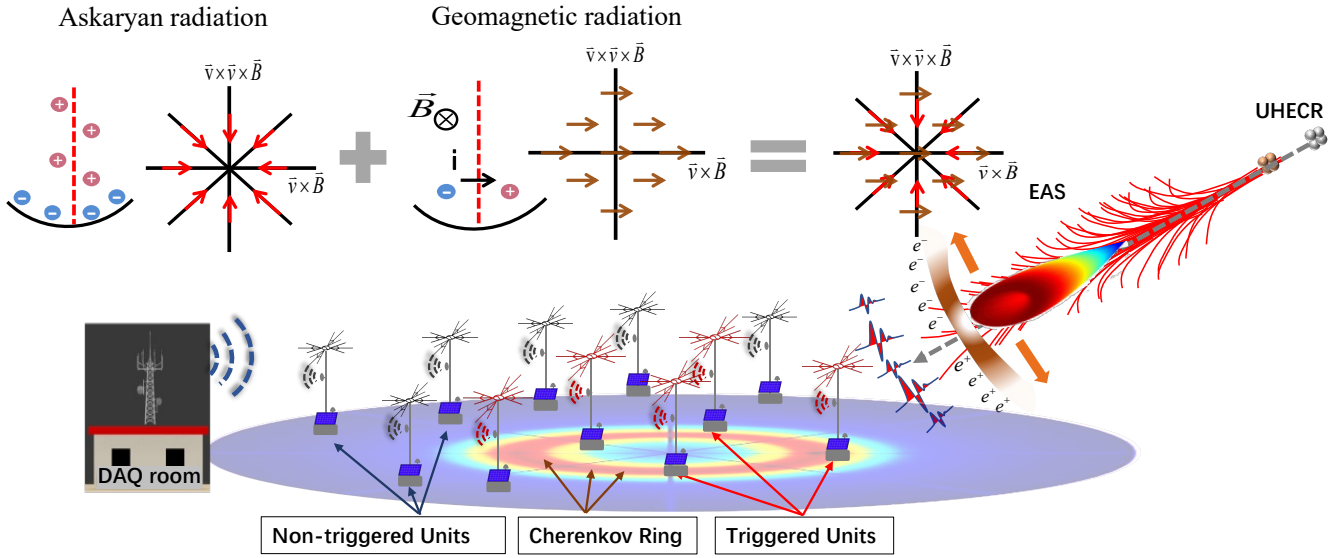 Askaryan radiation
Geomagnetic radiation
v⃗×v⃗×B⃗
v⃗×B⃗
+ + + +
− − − −
B⃗
i
− +
v⃗×v⃗×B⃗
v⃗×B⃗
v⃗×v⃗×B⃗
v⃗×B⃗
UHECR
EAS
e⁻
e⁻
e⁻
e⁻
e⁻
e⁻
e⁺
e⁺
e⁺
e⁺
DAQ room
Non-triggered Units
Cherenkov Ring
Triggered Units